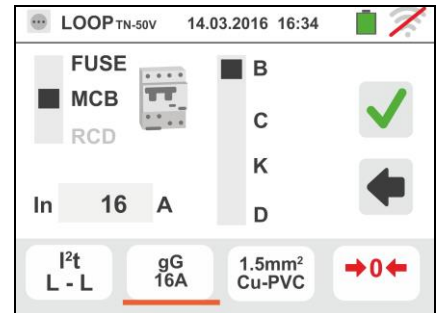 LOOP TN-50V 14.03.2016 16:34
FUSE
MCB
RCD
B
C
K
D
In 16 A
I²t
L - L
gG
16A
1.5mm²
Cu-PVC
→0←